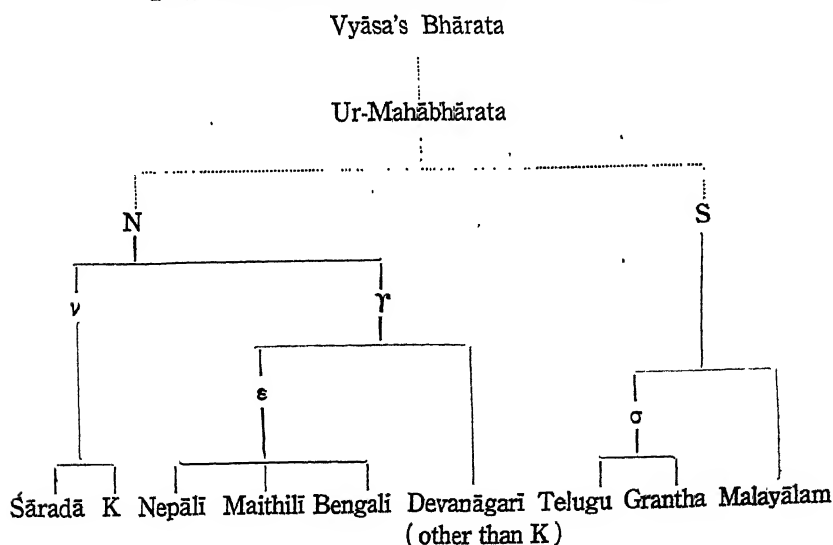 Vyāsa's Bhārata
Ur-Mahābhārata
N S
ν γ
ε σ
Śāradā K Nepālī Maithilī Bengali Devanāgarī Telugu Grantha Malayālam
(other than K)